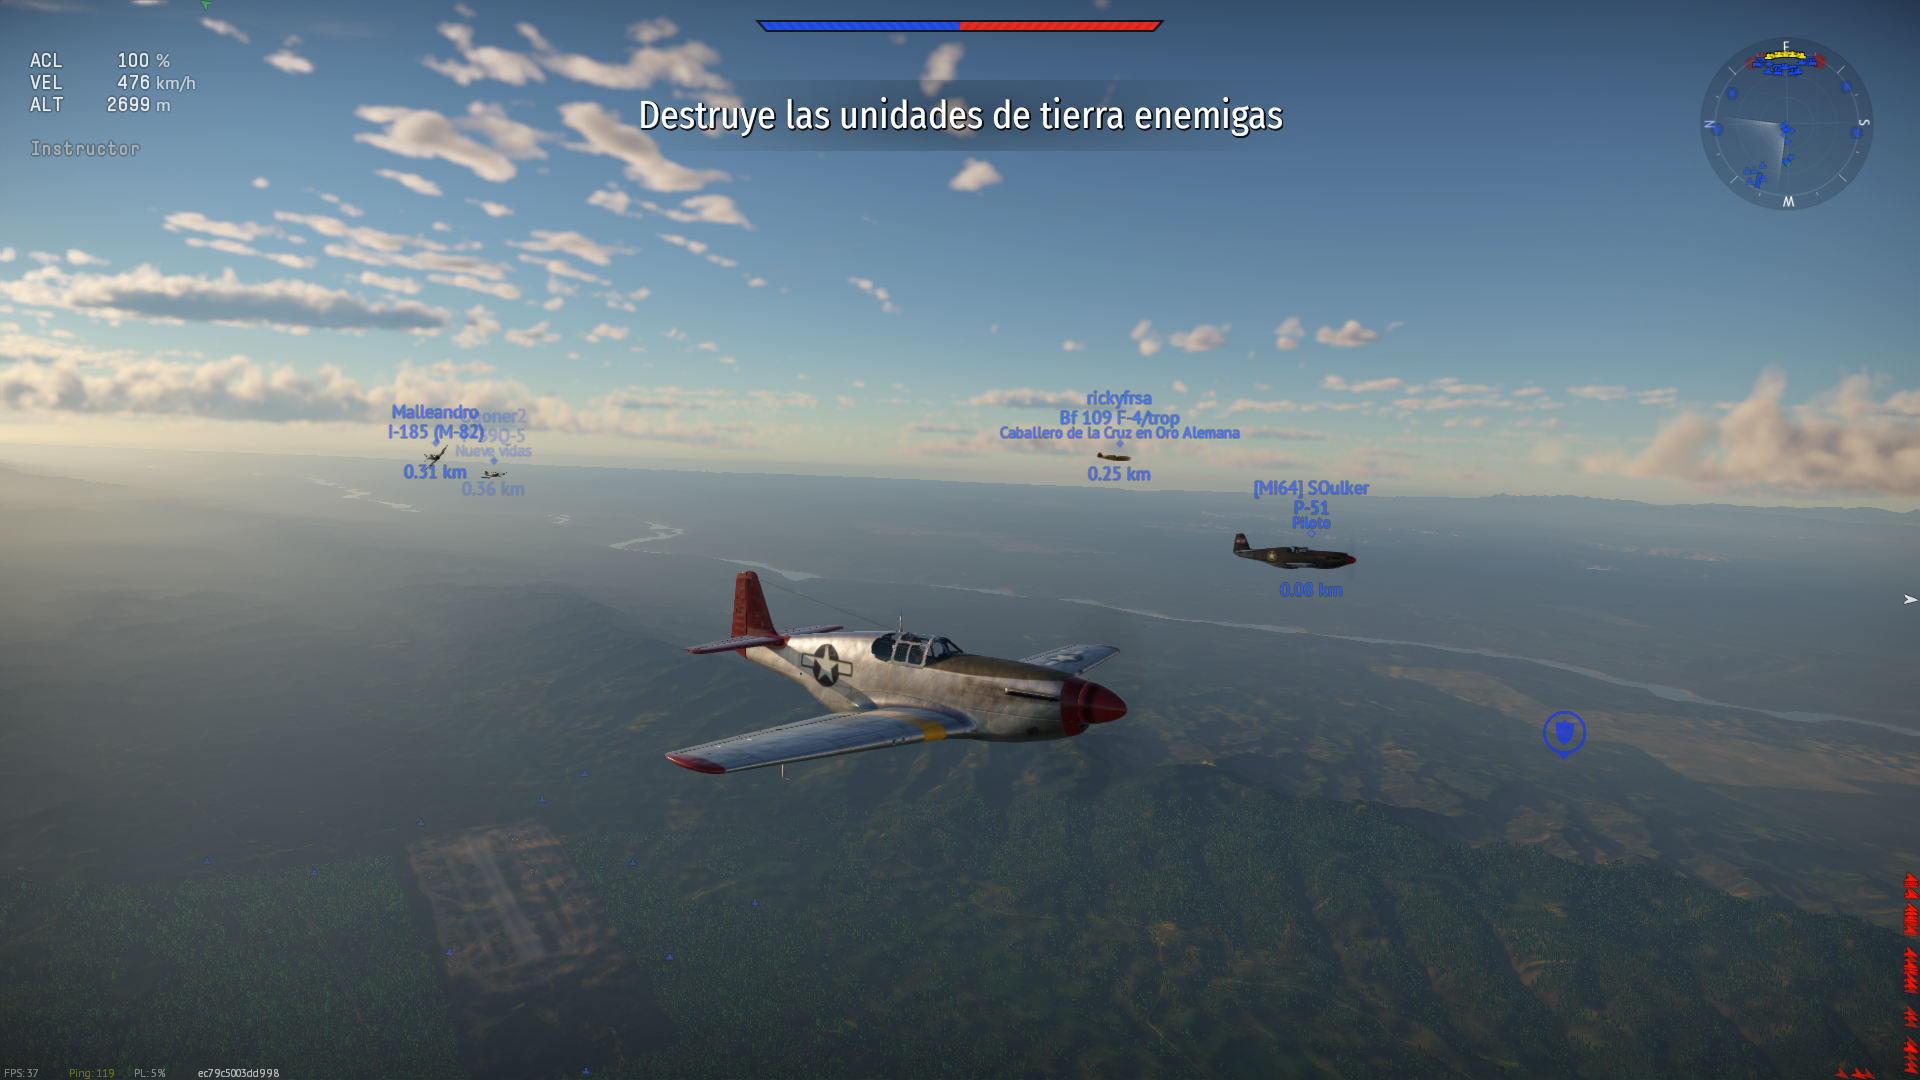 ACL 100 %
VEL 476 km/h
ALT 2699 m
Instructor
Destruye las unidades de tierra enemigas
E
N
S
W
Malleandro
I-185 (M-82)
Nueve vidas
0.31 km
0.36 km
rickyfrsa
Bf 109 F-4/trop
Caballero de la Cruz en Oro Alemana
0.25 km
[MI64] SOulker
P-51
Piloto
0.08 km
FPS: 37 Ping: 119 PL: 5% ec79c5003dd998